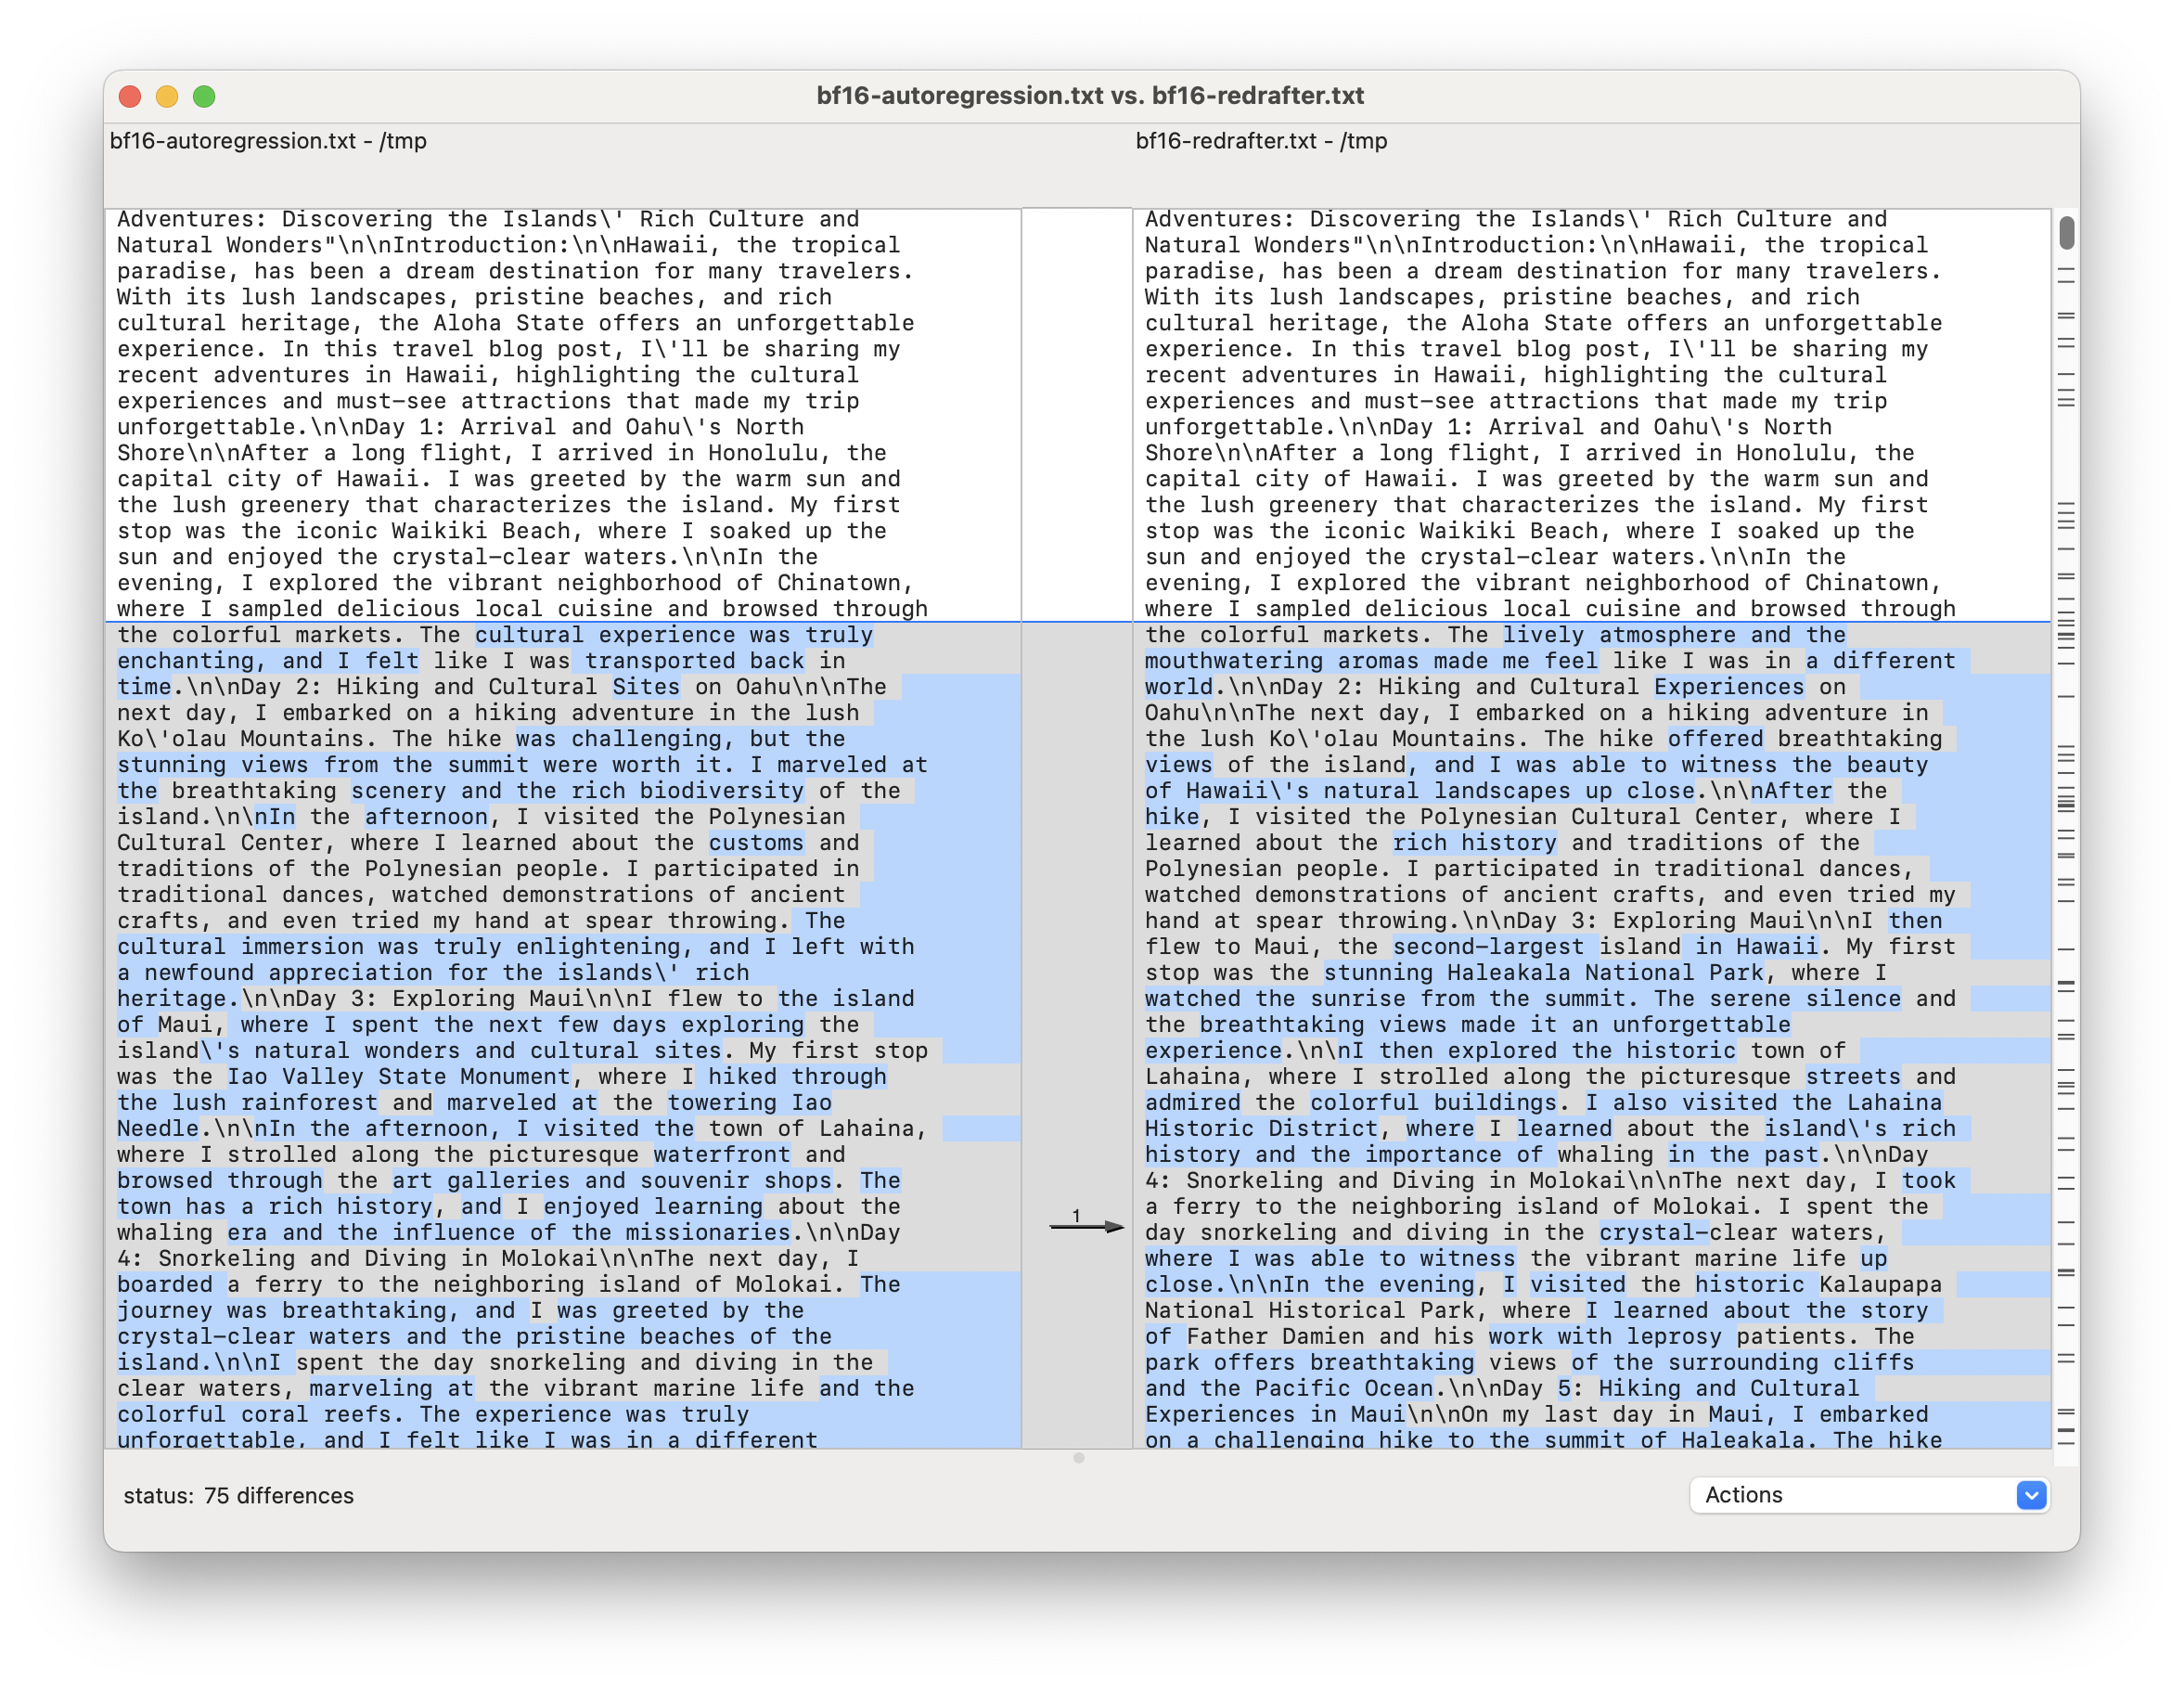 bf16-autoregression.txt vs. bf16-redrafter.txt
bf16-autoregression.txt - /tmp
Adventures: Discovering the Islands\' Rich Culture and
Natural Wonders"\n\nIntroduction:\n\nHawaii, the tropical
paradise, has been a dream destination for many travelers.
With its lush landscapes, pristine beaches, and rich
cultural heritage, the Aloha State offers an unforgettable
experience. In this travel blog post, I\'ll be sharing my
recent adventures in Hawaii, highlighting the cultural
experiences and must-see attractions that made my trip
unforgettable.\n\nDay 1: Arrival and Oahu\'s North
Shore\n\nAfter a long flight, I arrived in Honolulu, the
capital city of Hawaii. I was greeted by the warm sun and
the lush greenery that characterizes the island. My first
stop was the iconic Waikiki Beach, where I soaked up the
sun and enjoyed the crystal-clear waters.\n\nIn the
evening, I explored the vibrant neighborhood of Chinatown,
where I sampled delicious local cuisine and browsed through
the colorful markets. The cultural experience was truly
enchanting, and I felt like I was transported back in
time.\n\nDay 2: Hiking and Cultural Sites on Oahu\n\nThe
next day, I embarked on a hiking adventure in the lush
Ko\'olau Mountains. The hike was challenging, but the
stunning views from the summit were worth it. I marveled at
the breathtaking scenery and the rich biodiversity of the
island.\n\nIn the afternoon, I visited the Polynesian
Cultural Center, where I learned about the customs and
traditions of the Polynesian people. I participated in
traditional dances, watched demonstrations of ancient
crafts, and even tried my hand at spear throwing. The
cultural immersion was truly enlightening, and I left with
a newfound appreciation for the islands\' rich
heritage.\n\nDay 3: Exploring Maui\n\nI flew to the island
of Maui, where I spent the next few days exploring the
island\'s natural wonders and cultural sites. My first stop
was the Iao Valley State Monument, where I hiked through
the lush rainforest and marveled at the towering Iao
Needle.\n\nIn the afternoon, I visited the town of Lahaina,
where I strolled along the picturesque waterfront and
browsed through the art galleries and souvenir shops. The
town has a rich history, and I enjoyed learning about the
whaling era and the influence of the missionaries.\n\nDay
4: Snorkeling and Diving in Molokai\n\nThe next day, I
boarded a ferry to the neighboring island of Molokai. The
journey was breathtaking, and I was greeted by the
crystal-clear waters and the pristine beaches of the
island.\n\nI spent the day snorkeling and diving in the
clear waters, marveling at the vibrant marine life and the
colorful coral reefs. The experience was truly
unforgettable, and I felt like I was in a different
1
bf16-redrafter.txt - /tmp
Adventures: Discovering the Islands\' Rich Culture and
Natural Wonders"\n\nIntroduction:\n\nHawaii, the tropical
paradise, has been a dream destination for many travelers.
With its lush landscapes, pristine beaches, and rich
cultural heritage, the Aloha State offers an unforgettable
experience. In this travel blog post, I\'ll be sharing my
recent adventures in Hawaii, highlighting the cultural
experiences and must-see attractions that made my trip
unforgettable.\n\nDay 1: Arrival and Oahu\'s North
Shore\n\nAfter a long flight, I arrived in Honolulu, the
capital city of Hawaii. I was greeted by the warm sun and
the lush greenery that characterizes the island. My first
stop was the iconic Waikiki Beach, where I soaked up the
sun and enjoyed the crystal-clear waters.\n\nIn the
evening, I explored the vibrant neighborhood of Chinatown,
where I sampled delicious local cuisine and browsed through
the colorful markets. The lively atmosphere and the
mouthwatering aromas made me feel like I was in a different
world.\n\nDay 2: Hiking and Cultural Experiences on
Oahu\n\nThe next day, I embarked on a hiking adventure in
the lush Ko\'olau Mountains. The hike offered breathtaking
views of the island, and I was able to witness the beauty
of Hawaii\'s natural landscapes up close.\n\nAfter the
hike, I visited the Polynesian Cultural Center, where I
learned about the rich history and traditions of the
Polynesian people. I participated in traditional dances,
watched demonstrations of ancient crafts, and even tried my
hand at spear throwing.\n\nDay 3: Exploring Maui\n\nI then
flew to Maui, the second-largest island in Hawaii. My first
stop was the stunning Haleakala National Park, where I
watched the sunrise from the summit. The serene silence and
the breathtaking views made it an unforgettable
experience.\n\nI then explored the historic town of
Lahaina, where I strolled along the picturesque streets and
admired the colorful buildings. I also visited the Lahaina
Historic District, where I learned about the island\'s rich
history and the importance of whaling in the past.\n\nDay
4: Snorkeling and Diving in Molokai\n\nThe next day, I took
a ferry to the neighboring island of Molokai. I spent the
day snorkeling and diving in the crystal-clear waters,
where I was able to witness the vibrant marine life up
close.\n\nIn the evening, I visited the historic Kalaupapa
National Historical Park, where I learned about the story
of Father Damien and his work with leprosy patients. The
park offers breathtaking views of the surrounding cliffs
and the Pacific Ocean.\n\nDay 5: Hiking and Cultural
Experiences in Maui\n\nOn my last day in Maui, I embarked
on a challenging hike to the summit of Haleakala. The hike
status: 75 differences
Actions